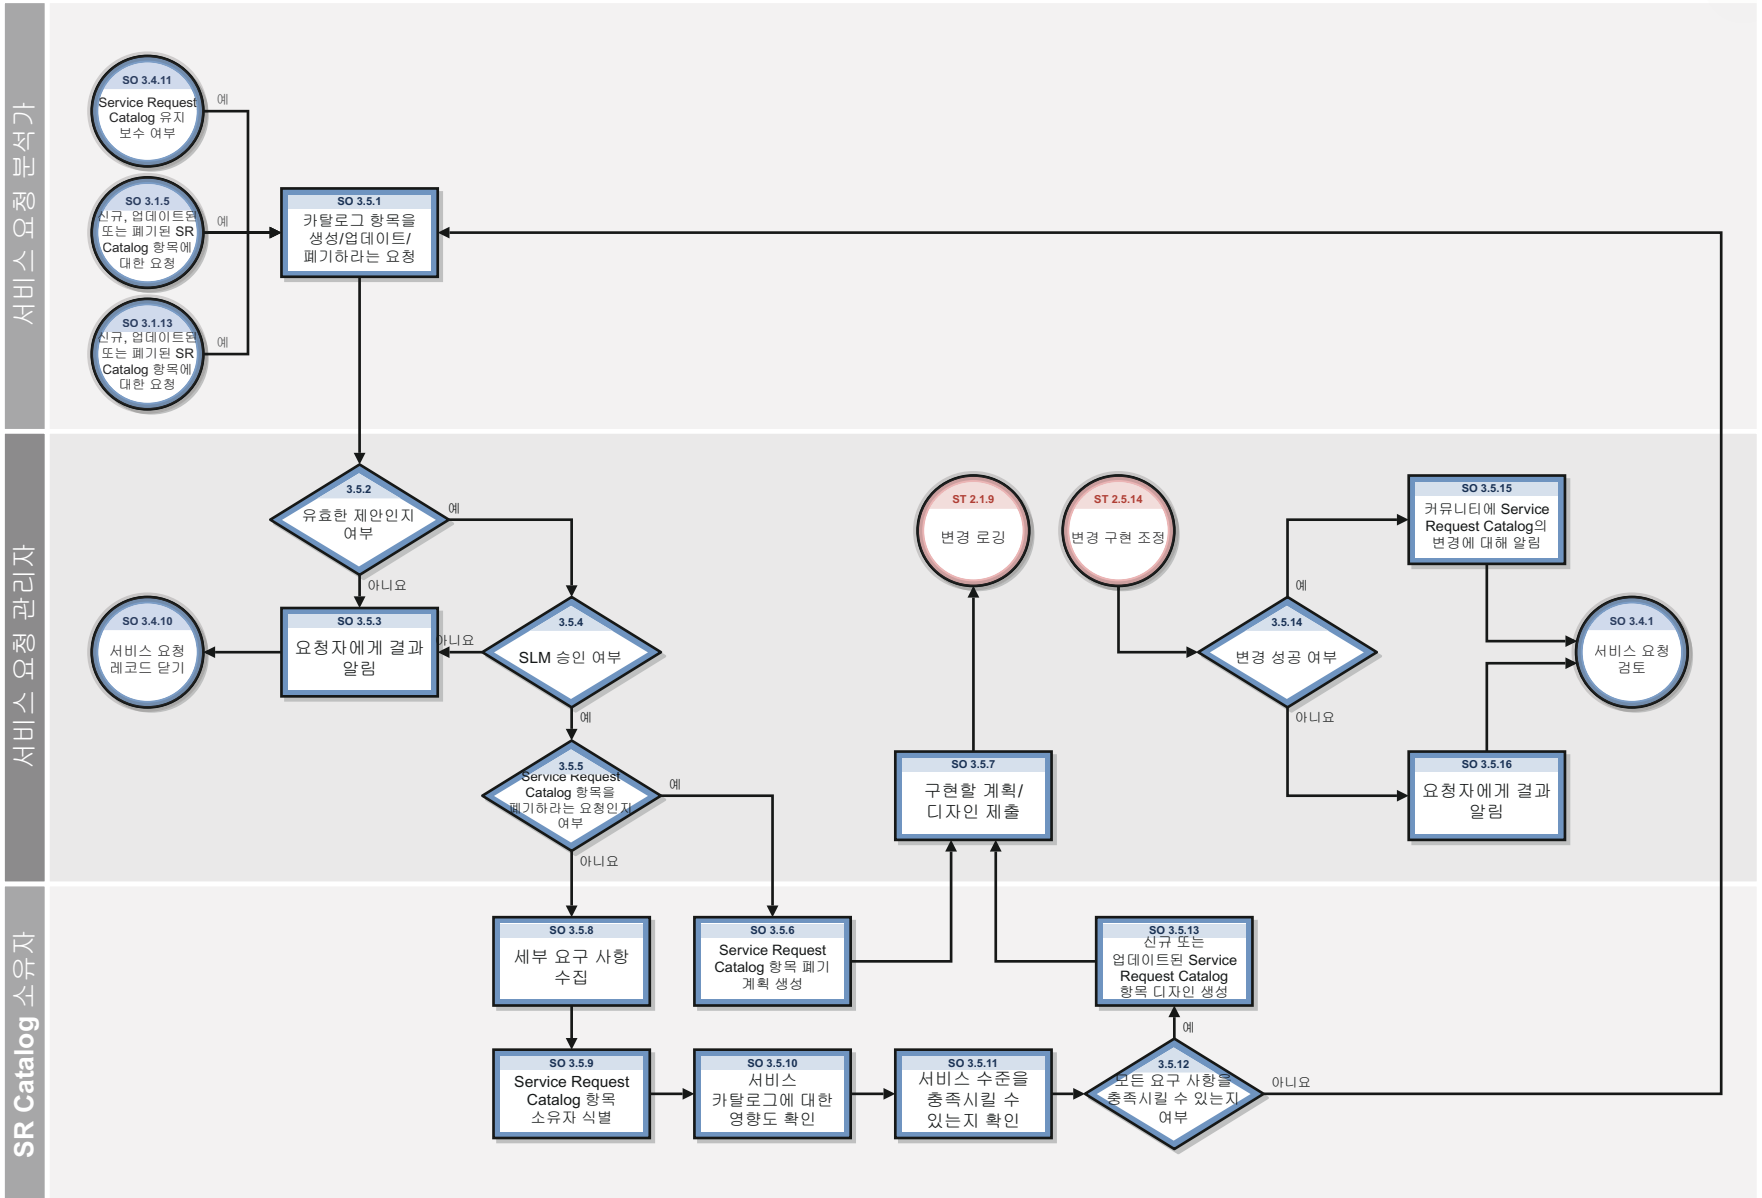 서비스 요청 분석가
SO 3.4.11
Service Request
Catalog 유지
보수 여부
예
SO 3.1.5
신규, 업데이트된
또는 폐기된 SR
Catalog 항목에
대한 요청
예
SO 3.1.13
신규, 업데이트된
또는 폐기된 SR
Catalog 항목에
대한 요청
예
SO 3.5.1
카탈로그 항목을
생성/업데이트/
폐기하라는 요청
서비스 요청 관리자
3.5.2
유효한 제안인지
여부
예
아니요
SO 3.4.10
서비스 요청
레코드 닫기
SO 3.5.3
요청자에게 결과
알림
아니요
3.5.4
SLM 승인 여부
예
3.5.5
Service Request
Catalog 항목을
폐기하라는 요청인지
여부
예
아니요
ST 2.1.9
변경 로깅
ST 2.5.14
변경 구현 조정
SO 3.5.7
구현할 계획/
디자인 제출
3.5.14
변경 성공 여부
예
아니요
SO 3.5.15
커뮤니티에 Service
Request Catalog의
변경에 대해 알림
SO 3.4.1
서비스 요청
검토
SO 3.5.16
요청자에게 결과
알림
SR Catalog 소유자
SO 3.5.8
세부 요구 사항
수집
SO 3.5.6
Service Request
Catalog 항목 폐기
계획 생성
SO 3.5.13
신규 또는
업데이트된 Service
Request Catalog
항목 디자인 생성
예
SO 3.5.9
Service Request
Catalog 항목
소유자 식별
SO 3.5.10
서비스
카탈로그에 대한
영향도 확인
SO 3.5.11
서비스 수준을
충족시킬 수
있는지 확인
3.5.12
모든 요구 사항을
충족시킬 수 있는지
여부
아니요